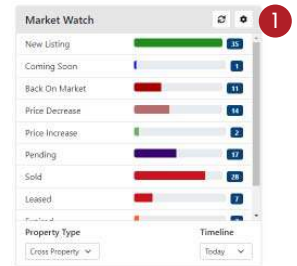 Market Watch
1
New Listing 35
Coming Soon 1
Back On Market 11
Price Decrease 14
Price Increase 2
Pending 17
Sold 28
Leased 7
Expired
Property Type Timeline
Cross Property Today